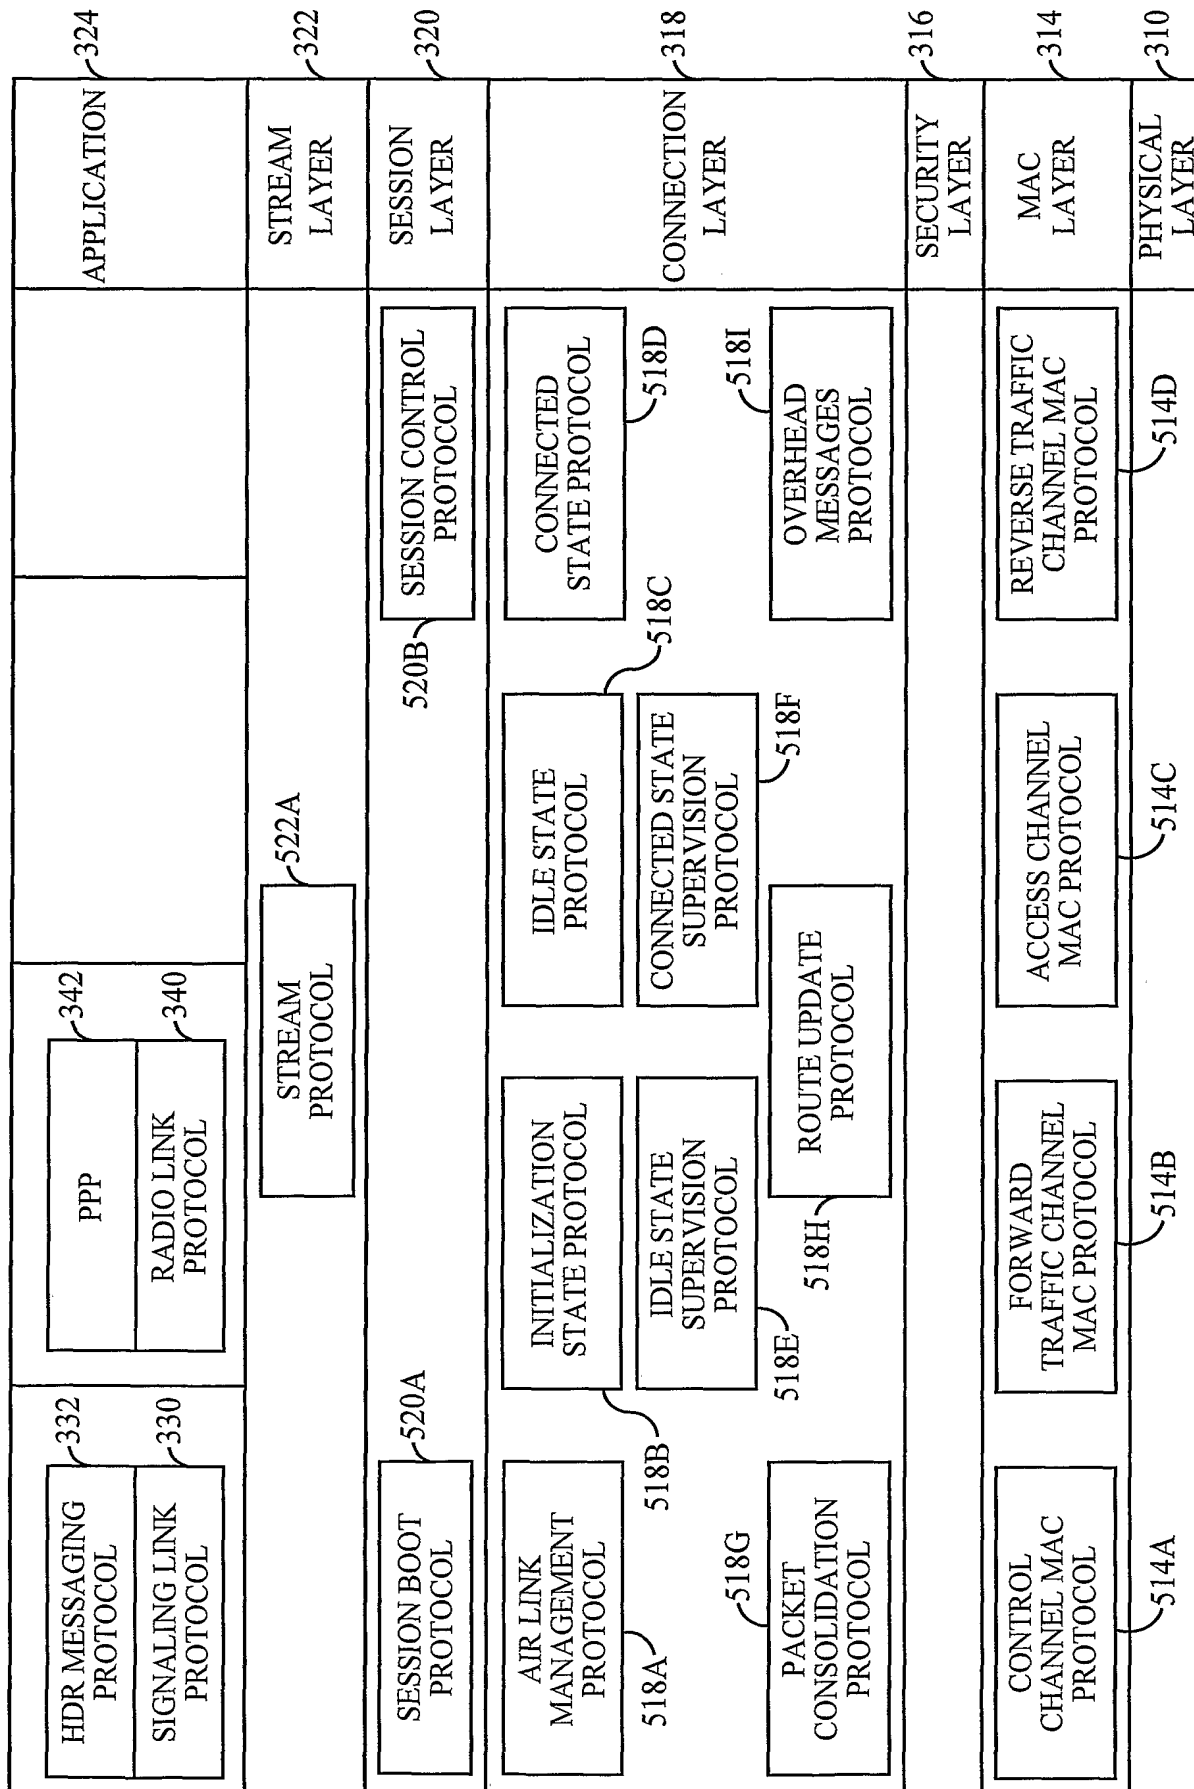 HDR MESSAGING
PROTOCOL
332
SIGNALING LINK
PROTOCOL
330
PPP
342
RADIO LINK
PROTOCOL
340
APPLICATION
324
STREAM
PROTOCOL
522A
STREAM
LAYER
322
SESSION BOOT
PROTOCOL
520A
SESSION CONTROL
PROTOCOL
520B
SESSION
LAYER
320
AIR LINK
MANAGEMENT
PROTOCOL
518A
INITIALIZATION
STATE PROTOCOL
518B
IDLE STATE
PROTOCOL
518C
CONNECTED
STATE PROTOCOL
518D
IDLE STATE
SUPERVISION
PROTOCOL
518E
CONNECTED STATE
SUPERVISION
PROTOCOL
518F
PACKET
CONSOLIDATION
PROTOCOL
518G
ROUTE UPDATE
PROTOCOL
518H
OVERHEAD
MESSAGES
PROTOCOL
518I
CONNECTION
LAYER
318
SECURITY
LAYER
316
CONTROL
CHANNEL MAC
PROTOCOL
514A
FORWARD
TRAFFIC CHANNEL
MAC PROTOCOL
514B
ACCESS CHANNEL
MAC PROTOCOL
514C
REVERSE TRAFFIC
CHANNEL MAC
PROTOCOL
514D
MAC
LAYER
314
PHYSICAL
LAYER
310